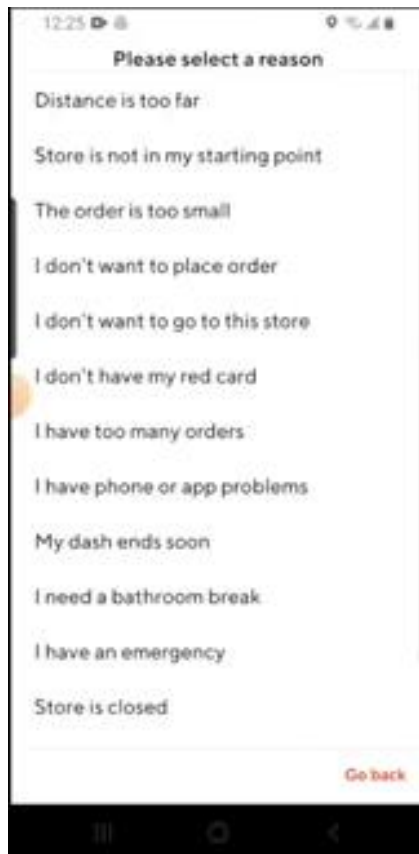 12:25
Please select a reason
Distance is too far
Store is not in my starting point
The order is too small
I don't want to place order
I don't want to go to this store
I don't have my red card
I have too many orders
I have phone or app problems
My dash ends soon
I need a bathroom break
I have an emergency
Store is closed
Go back